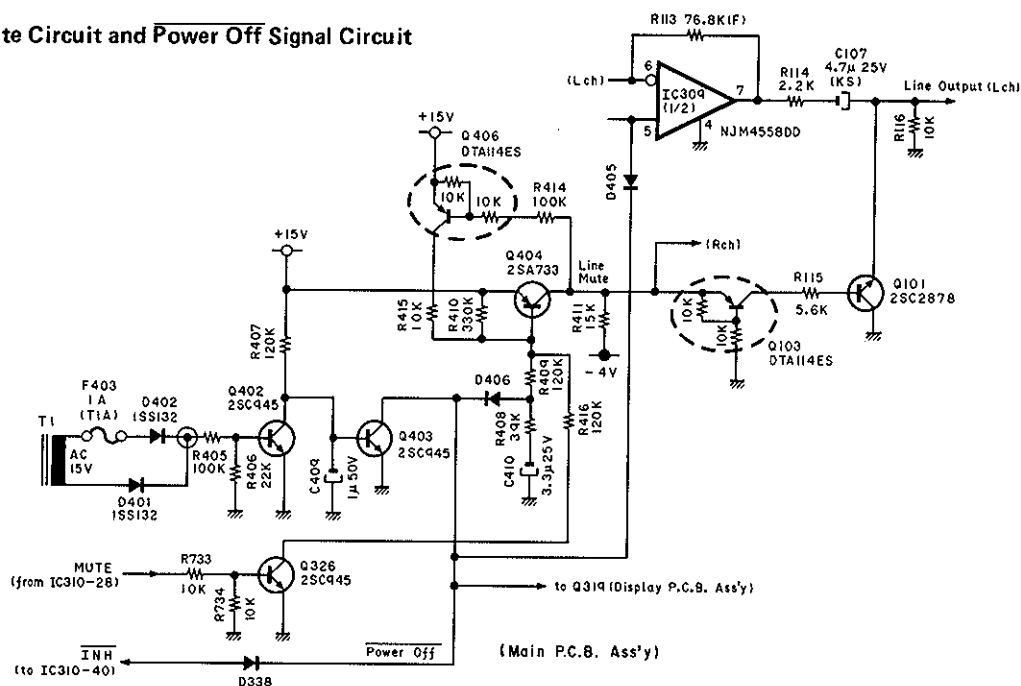 te Circuit and Power Off Signal Circuit
R113 76.8K(F)
(Lch)
6
7
5
4
IC309
(1/2)
NJM4558DD
R114
2.2K
C107
4.7µ 25V
(KS)
Line Output (Lch)
R116
10K
+15V
Q406
DTA114ES
10K
10K
R414
100K
D405
+15V
Q404
2SA733
Line
Mute
(Rch)
R415
10K
R410
330K
R411
15K
-4V
10K
10K
Q103
DTA114ES
R115
5.6K
Q101
2SC2878
R407
120K
F403
1A
(T1A)
D402
1SS132
Q402
2SC945
D406
R409
120K
R416
120K
T1
AC
15V
R405
100K
R406
22K
C409
1µ 50V
Q403
2SC945
R408
39K
C410
3.3µ 25V
D401
1SS132
MUTE
(from IC310-28)
R733
10K
R734
10K
Q326
2SC945
to Q319 (Display P.C.B. Ass'y)
INH
(to IC310-40)
D338
Power Off
(Main P.C.B. Ass'y)